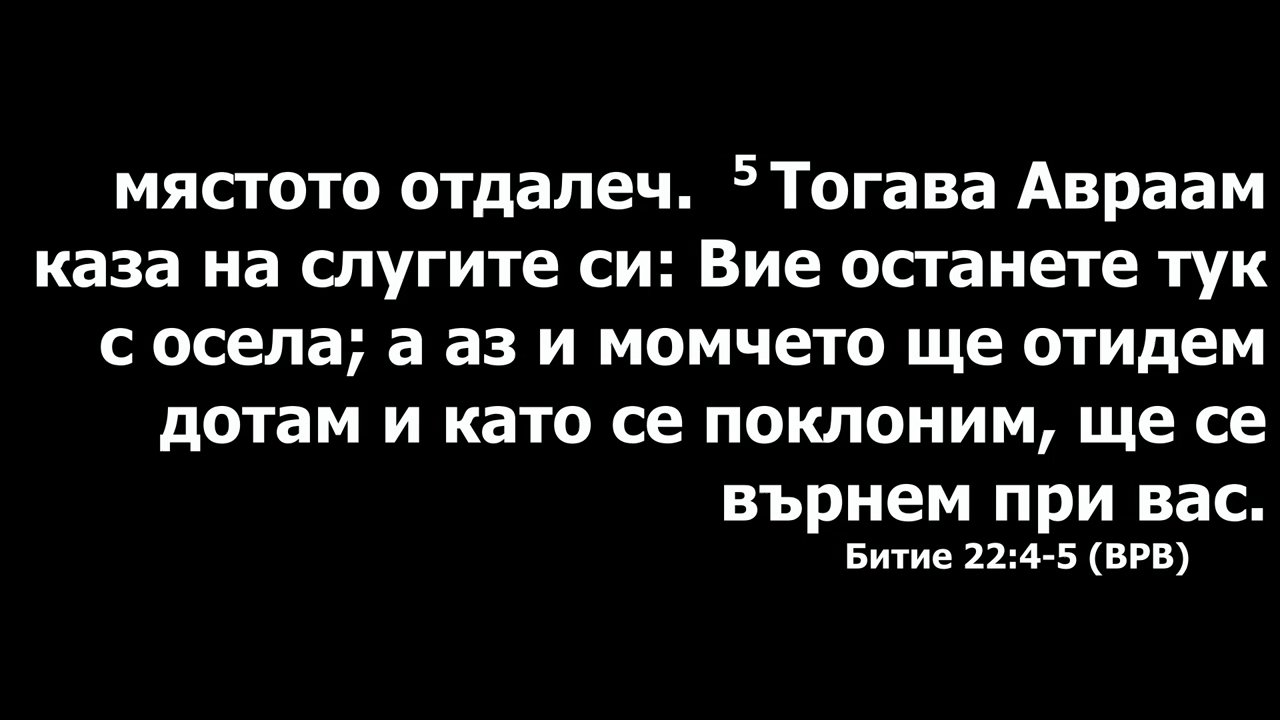 мястото отдалеч. 5 Тогава Авраам
каза на слугите си: Вие останете тук
с осела; а аз и момчето ще отидем
дотам и като се поклоним, ще се
върнем при вас.
Битие 22:4-5 (ВРВ)